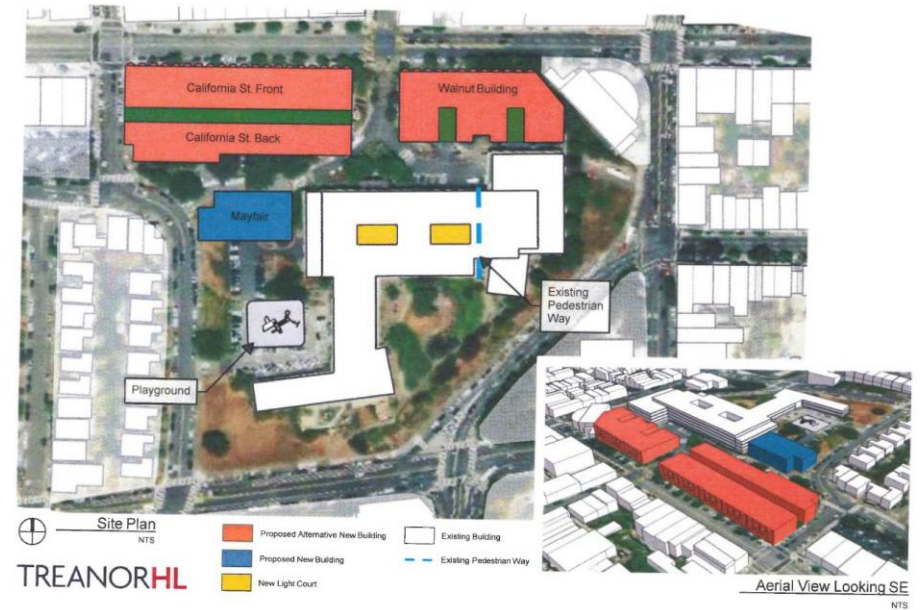 California St. Front
Walnut Building
California St. Back
Mayfair
Existing
Pedestrian
Way
Playground
Site Plan
NTS
Proposed Alternative New Building
Existing Building
Proposed New Building
Existing Pedestrian Way
New Light Court
TREANORHL
Aerial View Looking SE
NTS